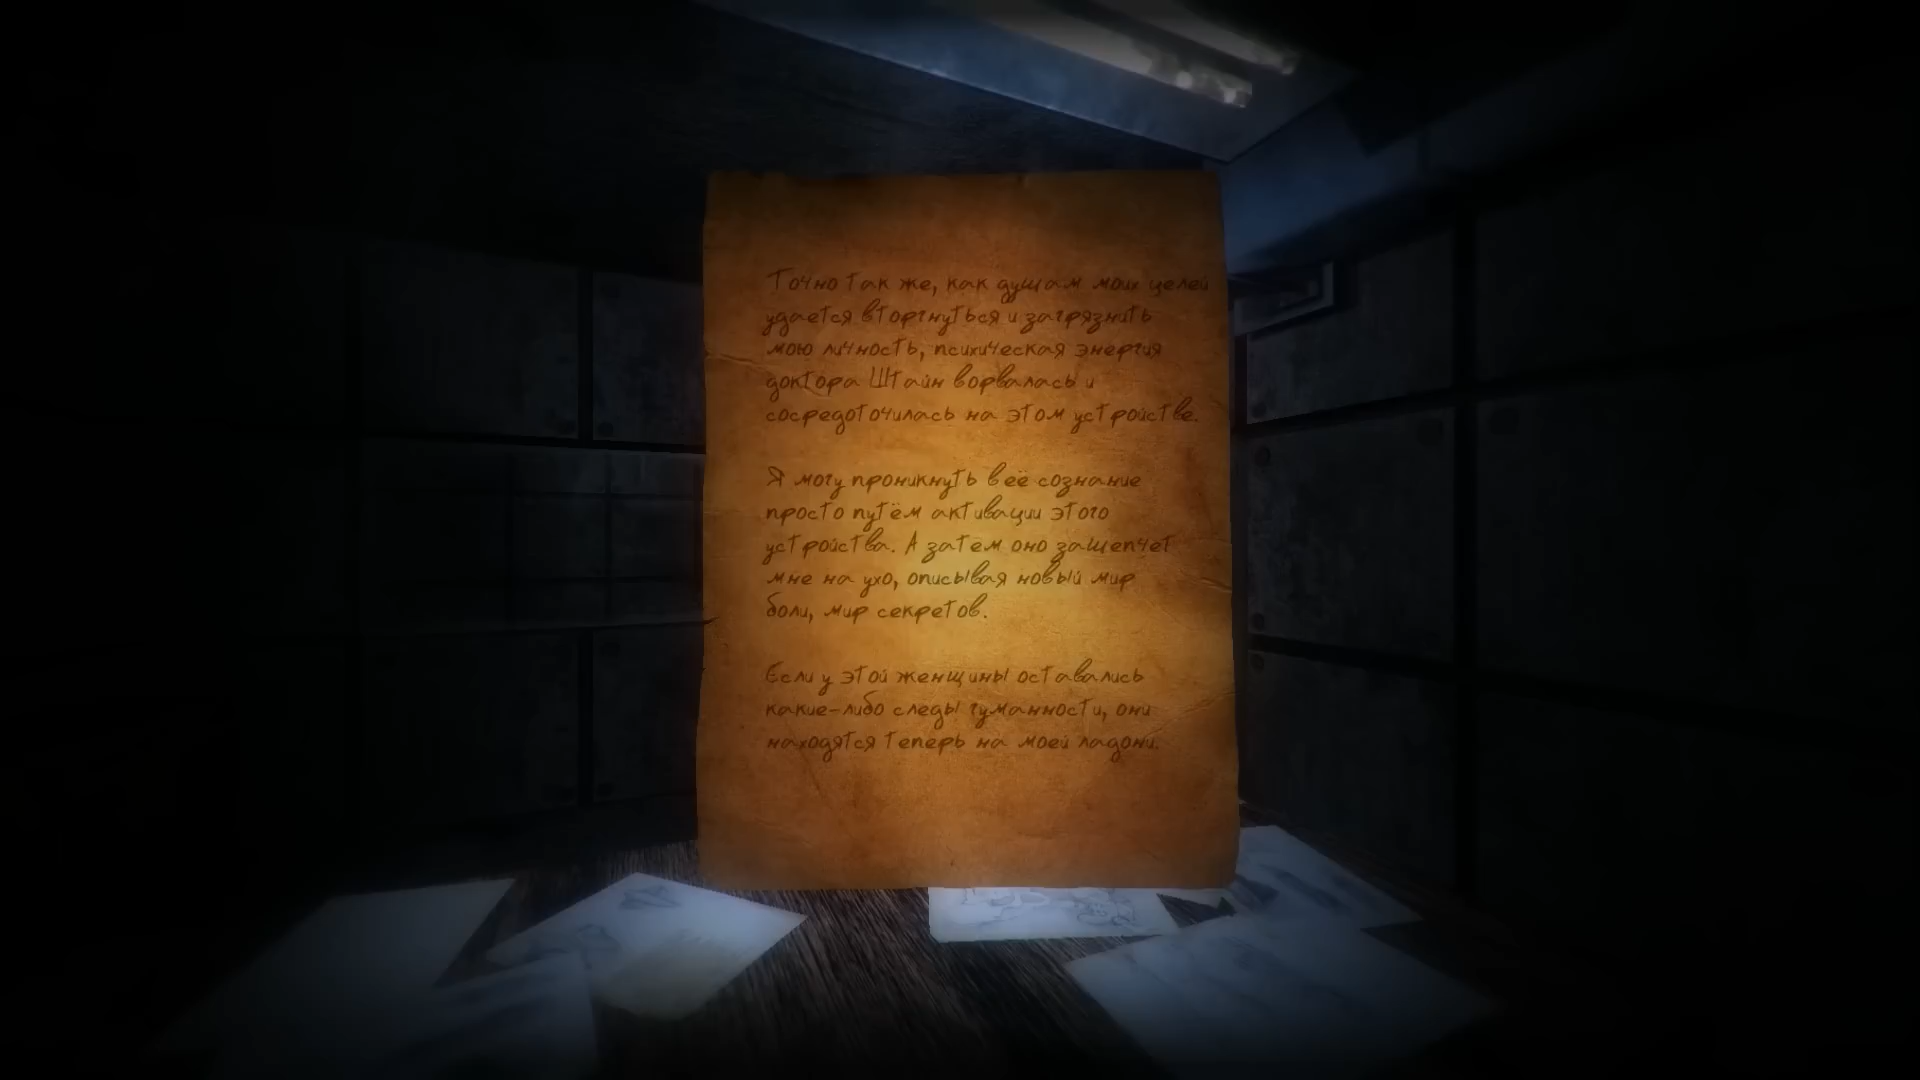 Точно так же, как душам моих целей
удается вторгнуться и загрязнить
мою личность, психическая энергия
доктора Штайн ворвалась и
сосредоточилась на этом устройстве.
Я могу проникнуть в её сознание
просто путём активации этого
устройства. А затем оно зашепчет
мне на ухо, описывая новый мир
боли, мир секретов.
Если у этой женщины оставались
какие-либо следы гуманности, они
находятся теперь на моей ладони.